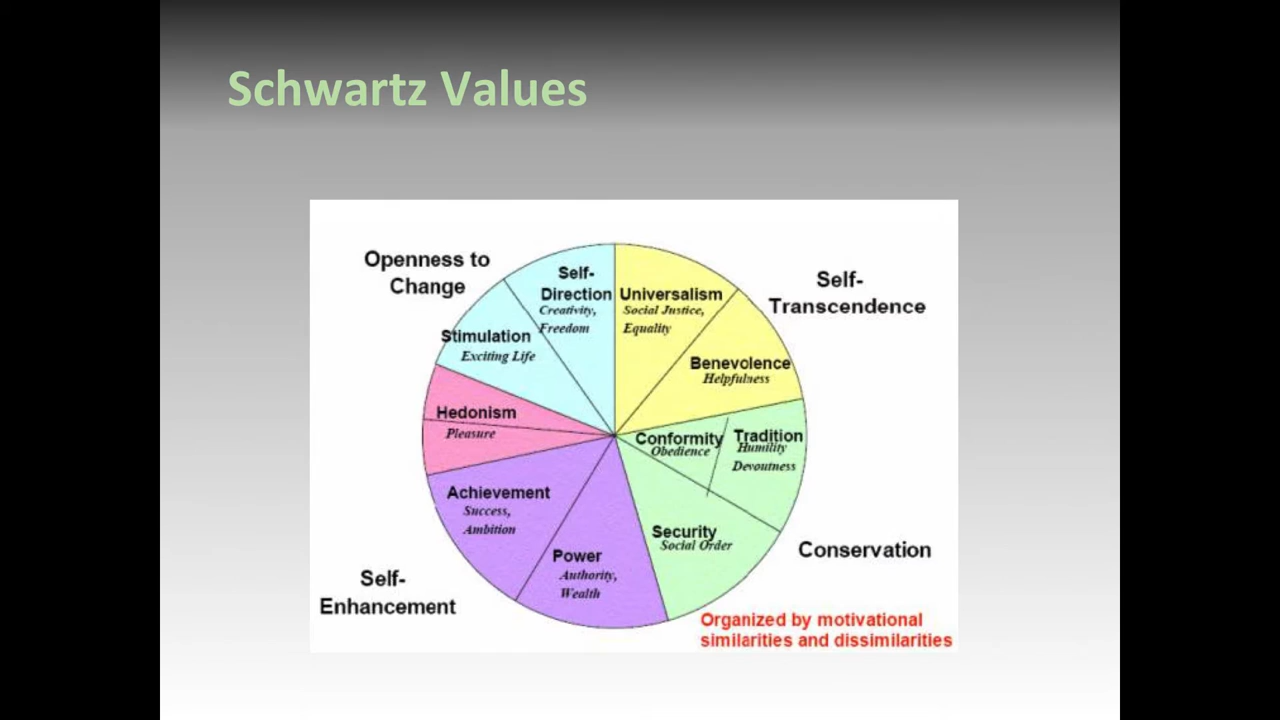 Schwartz Values
Openness to
Change
Self-
Direction
Creativity,
Freedom
Universalism
Social Justice,
Equality
Self-
Transcendence
Stimulation
Exciting Life
Benevolence
Helpfulness
Hedonism
Pleasure
Conformity
Obedience
Tradition
Humility
Devoutness
Achievement
Success,
Ambition
Security
Social Order
Power
Authority,
Wealth
Conservation
Self-
Enhancement
Organized by motivational
similarities and dissimilarities